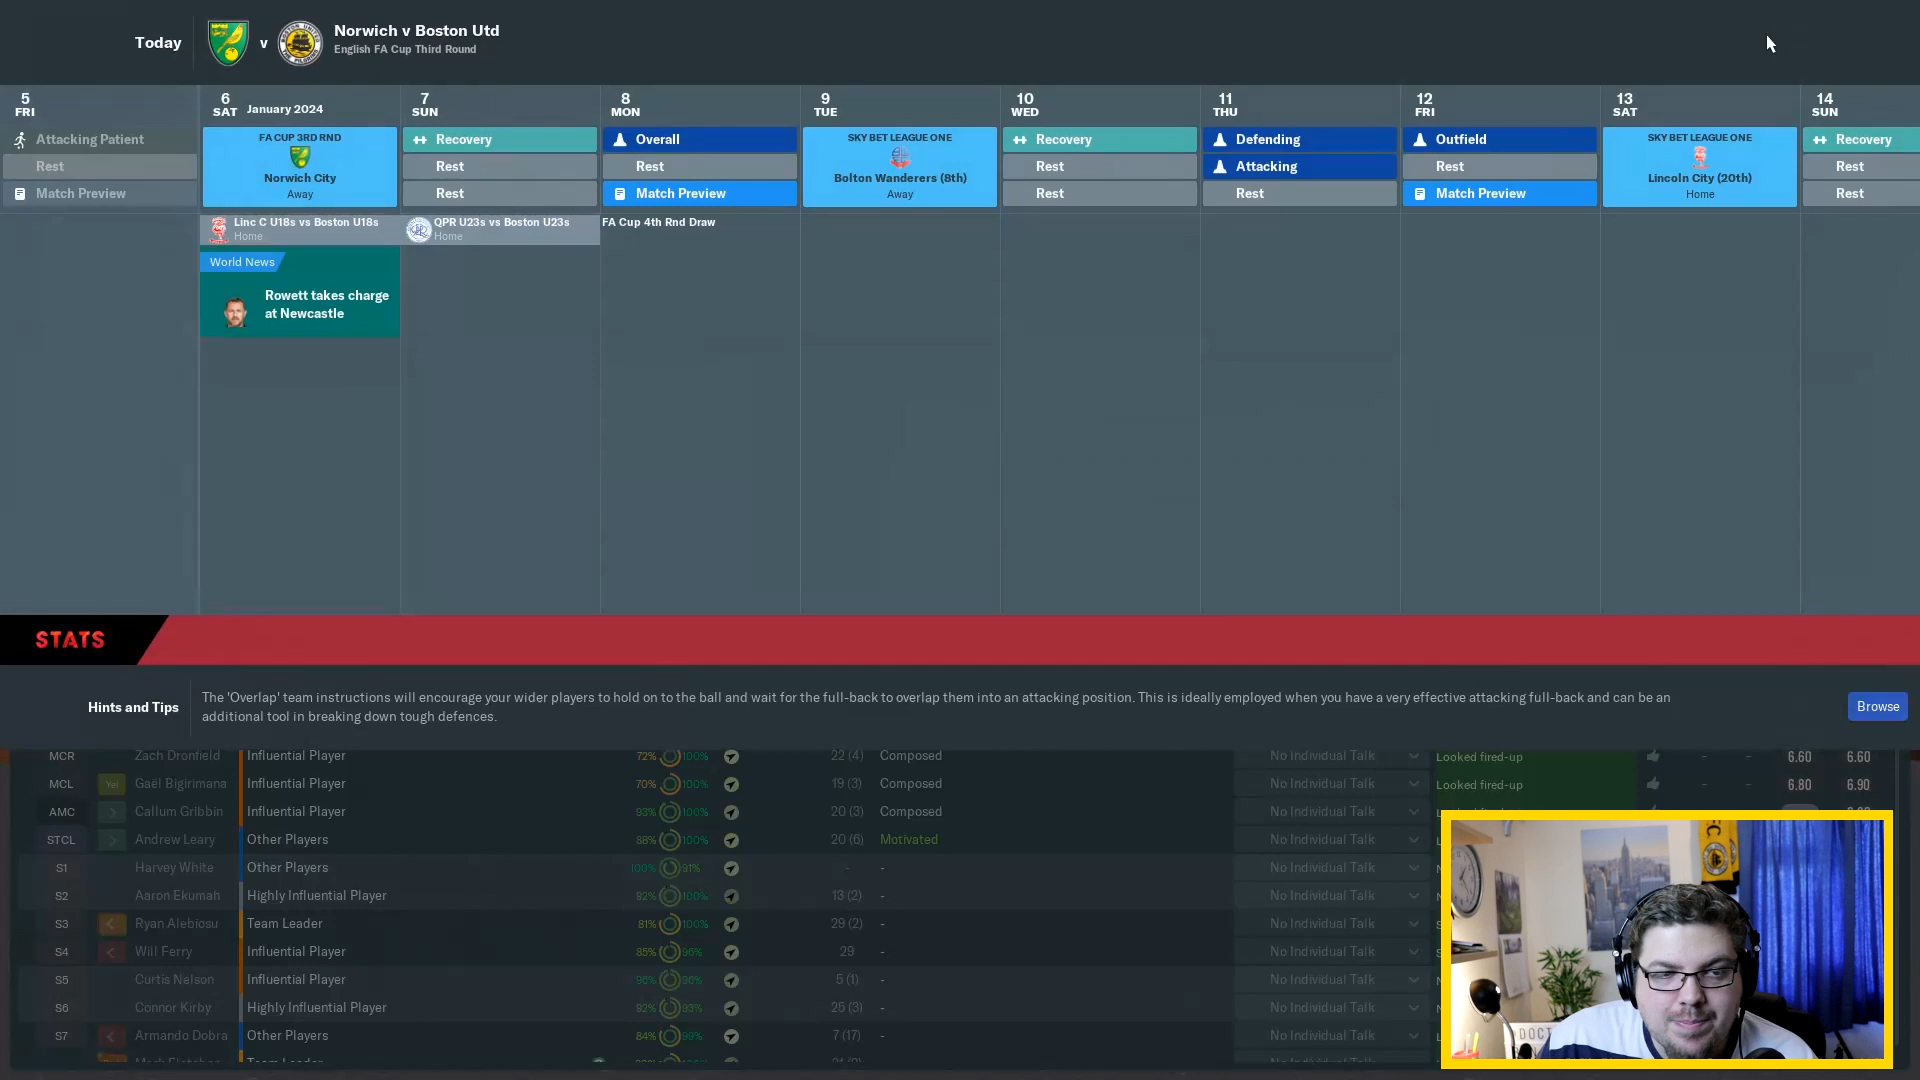 Today
v
Norwich v Boston Utd
English FA Cup Third Round
5
FRI
6
SAT January 2024
7
SUN
8
MON
9
TUE
10
WED
11
THU
12
FRI
13
SAT
14
SUN
Attacking Patient
Rest
Match Preview
FA CUP 3RD RND
Norwich City
Away
Recovery
Rest
Rest
Overall
Rest
Match Preview
SKY BET LEAGUE ONE
Bolton Wanderers (8th)
Away
Recovery
Rest
Rest
Defending
Attacking
Rest
Outfield
Rest
Match Preview
SKY BET LEAGUE ONE
Lincoln City (20th)
Home
Recovery
Rest
Rest
Linc C U18s vs Boston U18s
Home
QPR U23s vs Boston U23s
Home
FA Cup 4th Rnd Draw
World News
Rowett takes charge
at Newcastle
STATS
Hints and Tips
The 'Overlap' team instructions will encourage your wider players to hold on to the ball and wait for the full-back to overlap them into an attacking position. This is ideally employed when you have a very effective attacking full-back and can be an
additional tool in breaking down tough defences.
Browse
MCR Zach Dronfield Influential Player 72% 100% 22 (4) Composed No Individual Talk Looked fired-up - - 6.60 6.60
MCL Yel Gaël Bigirimana Influential Player 70% 100% 19 (3) Composed No Individual Talk Looked fired-up - - 6.80 6.90
AMC Callum Gribbin Influential Player 93% 100% 20 (3) Composed No Individual Talk
STCL Andrew Leary Other Players 88% 100% 20 (6) Motivated No Individual Talk
S1 Harvey White Other Players 100% 91% - - No Individual Talk
S2 Aaron Ekumah Highly Influential Player 92% 100% 13 (2) - No Individual Talk
S3 Ryan Alebiosu Team Leader 81% 100% 29 (2) - No Individual Talk
S4 Will Ferry Influential Player 85% 96% 29 - No Individual Talk
S5 Curtis Nelson Influential Player 96% 96% 5 (1) - No Individual Talk
S6 Connor Kirby Highly Influential Player 92% 93% 25 (3) - No Individual Talk
S7 Armando Dobra Other Players 84% 99% 7 (17) - No Individual Talk